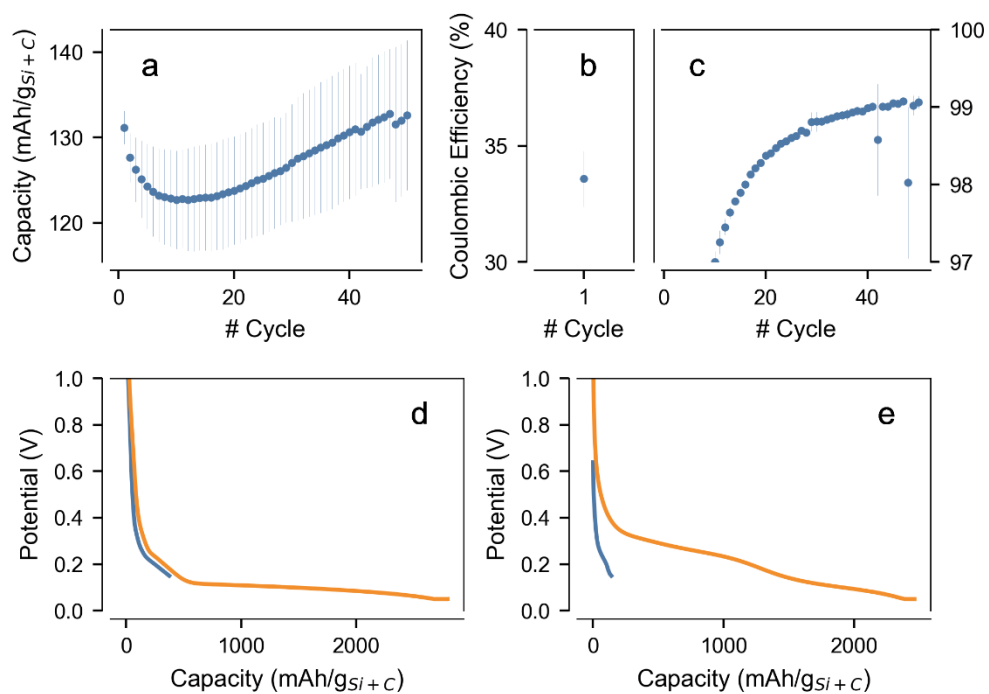 a
Capacity (mAh/gSi+C)
140
130
120
0
20
40
# Cycle
b
Coulombic Efficiency (%)
40
35
30
1
# Cycle
c
100
99
98
97
0
20
40
# Cycle
d
Potential (V)
1.0
0.8
0.6
0.4
0.2
0.0
0
1000
2000
Capacity (mAh/gSi+C)
e
Potential (V)
1.0
0.8
0.6
0.4
0.2
0.0
0
1000
2000
Capacity (mAh/gSi+C)